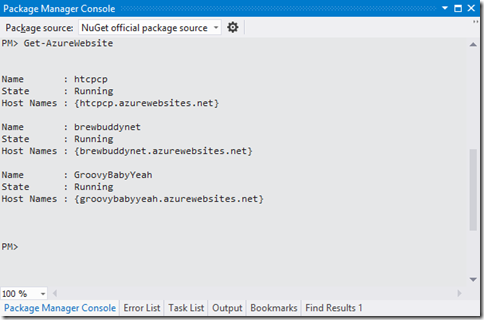 Package Manager Console
Package source: NuGet official package source
PM> Get-AzureWebsite
Name : htcpcp
State : Running
Host Names : {htcpcp.azurewebsites.net}
Name : brewbuddynet
State : Running
Host Names : {brewbuddynet.azurewebsites.net}
Name : GroovyBabyYeah
State : Running
Host Names : {groovybabyyeah.azurewebsites.net}
PM>
100 %
Package Manager Console Error List Task List Output Bookmarks Find Results 1